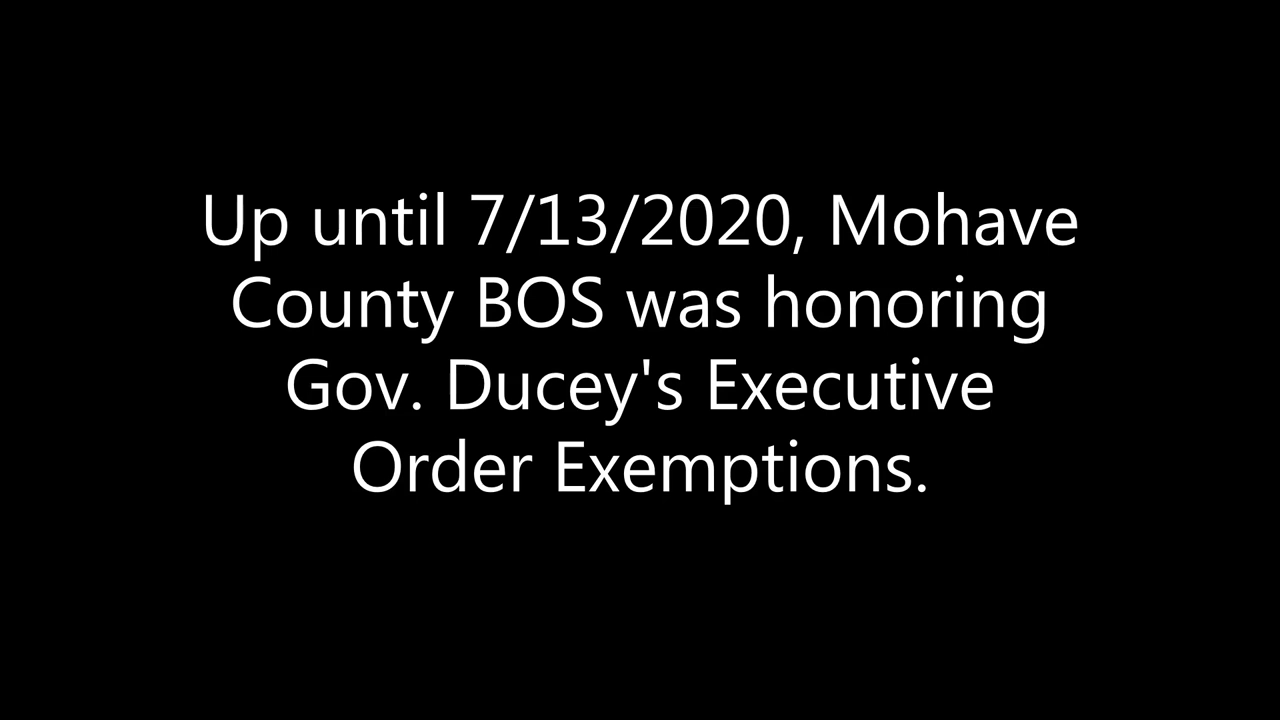 Up until 7/13/2020, Mohave
County BOS was honoring
Gov. Ducey's Executive
Order Exemptions.